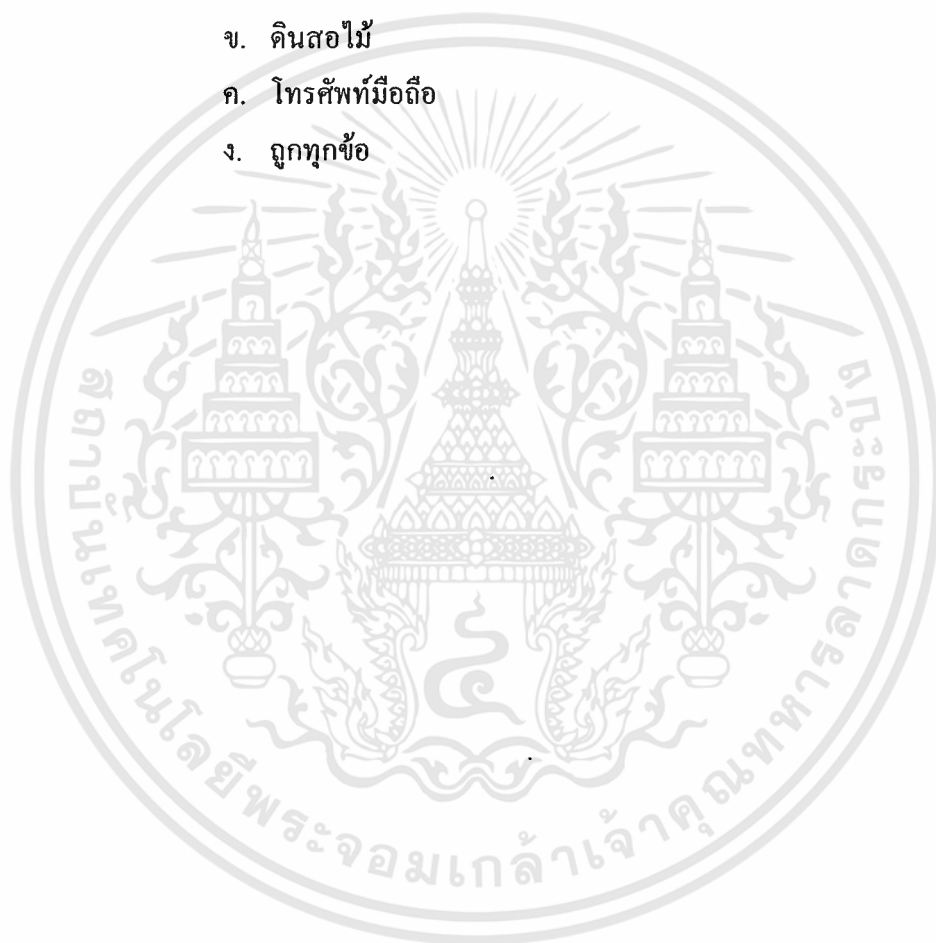 ข. ดินสอไม้
ค. โทรศัพท์มือถือ
ง. ถูกทุกข้อ
สถาบันเทคโนโลยีพระจอมเกล้าเจ้าคุณทหารลาดกระบัง
๔